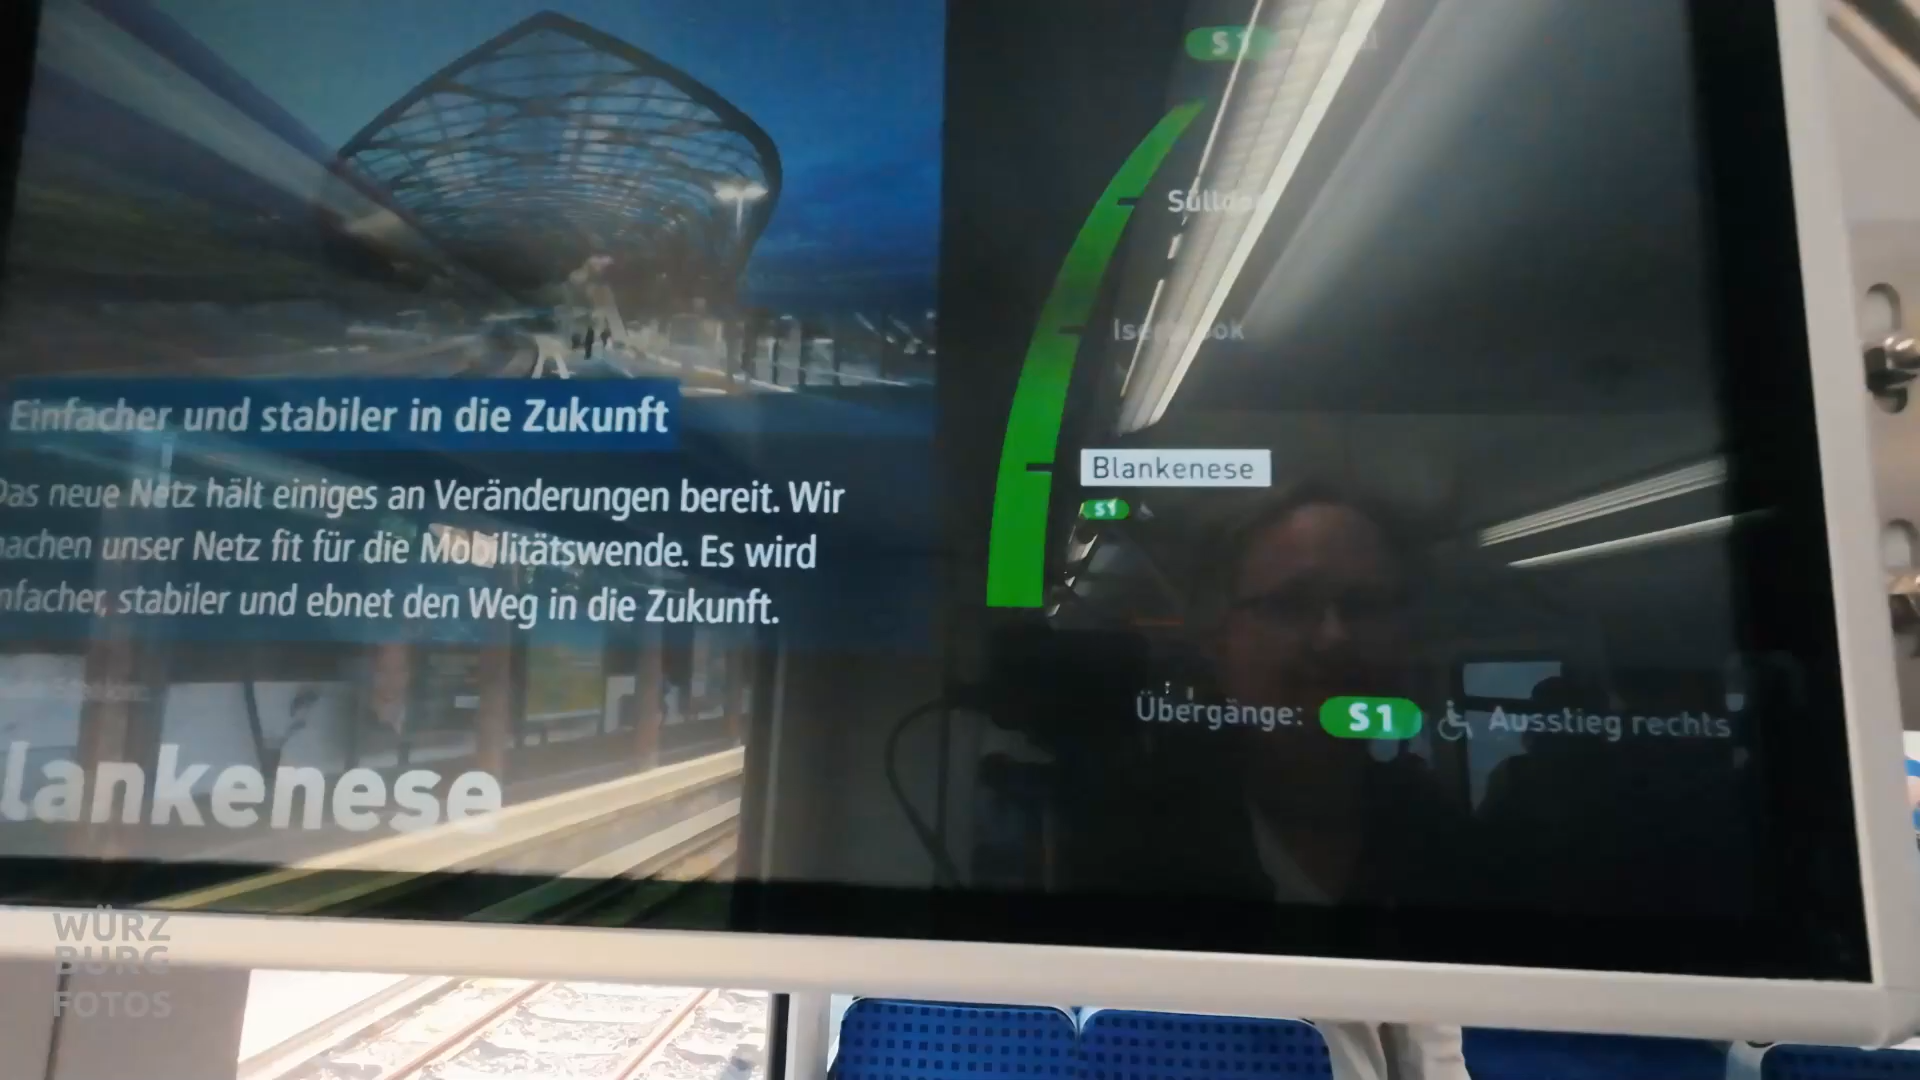 Einfacher und stabiler in die Zukunft
Das neue Netz hält einiges an Veränderungen bereit. Wir
machen unser Netz fit für die Mobilitätswende. Es wird
nfacher, stabiler und ebnet den Weg in die Zukunft.
lankenese
S1
Blankenese
S1
Übergänge: S1 Ausstieg rechts
WÜRZ
BURG
FOTOS